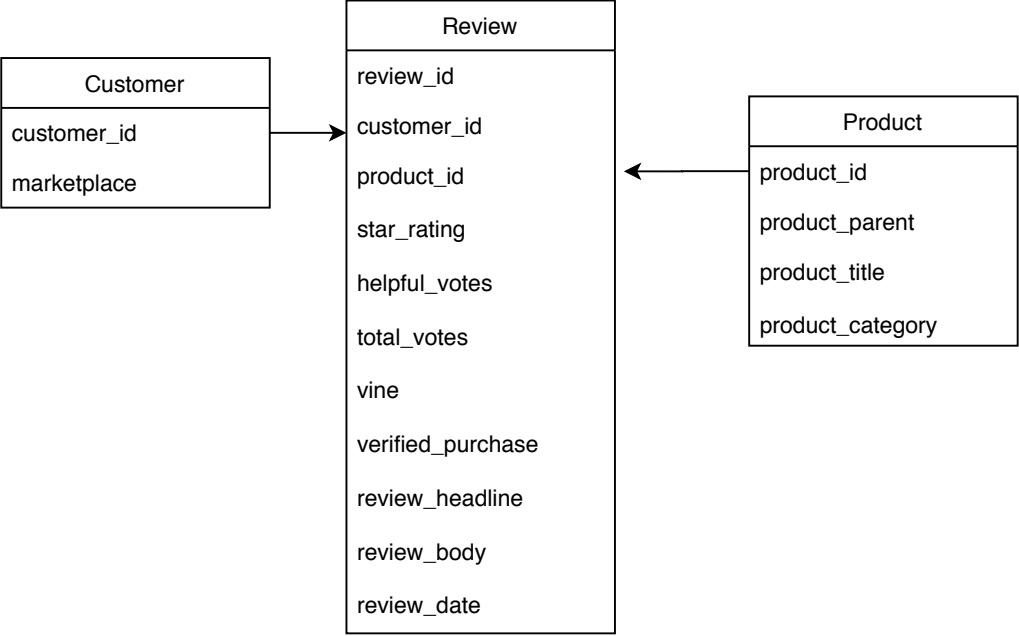 Customer
customer_id
marketplace
Review
review_id
customer_id
product_id
star_rating
helpful_votes
total_votes
vine
verified_purchase
review_headline
review_body
review_date
Product
product_id
product_parent
product_title
product_category